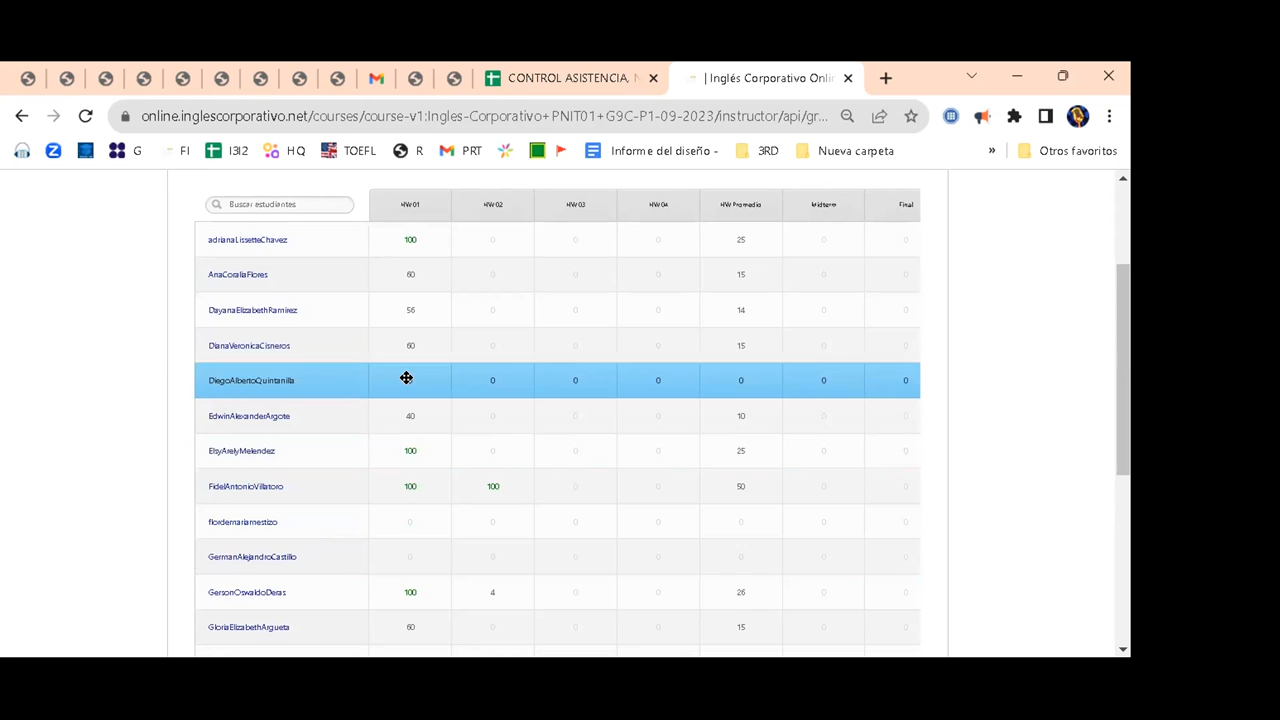 CONTROL ASISTENCIA, N
| Inglés Corporativo Onlin
online.inglescorporativo.net/courses/course-v1:Ingles-Corporativo+PNIT01+G9C-P1-09-2023/instructor/api/gr...
G FI I3I2 HQ TOEFL R PRT Informe del diseño - 3RD Nueva carpeta » Otros favoritos
Buscar estudiantes HW 01 HW 02 HW 03 HW 04 HW Promedio Midterm Final
adrianaLissetteChavez 100 0 0 0 25 0 0
AnaCoraliaFlores 60 0 0 0 15 0 0
DayanaElizabethRamirez 56 0 0 0 14 0 0
DianaVeronicaCisneros 60 0 0 0 15 0 0
DiegoAlbertoQuintanilla 0 0 0 0 0 0
EdwinAlexanderArgote 40 0 0 0 10 0 0
ElsyArelyMelendez 100 0 0 0 25 0 0
FidelAntonioVillatoro 100 100 0 0 50 0 0
flordemariamestizo 0 0 0 0 0 0 0
GermanAlejandroCastillo 0 0 0 0 0 0 0
GersonOswaldoDeras 100 4 0 0 26 0 0
GloriaElizabethArgueta 60 0 0 0 15 0 0